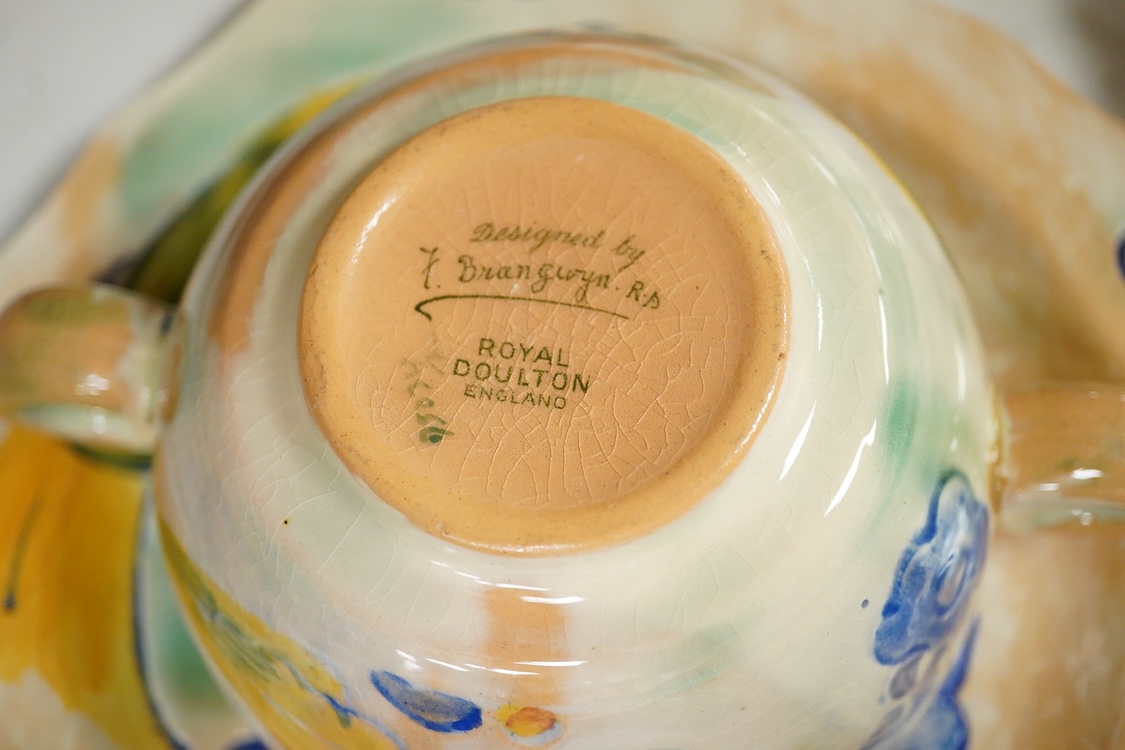 Designed by
F. Brangwyn. RA
ROYAL
DOULTON
ENGLAND